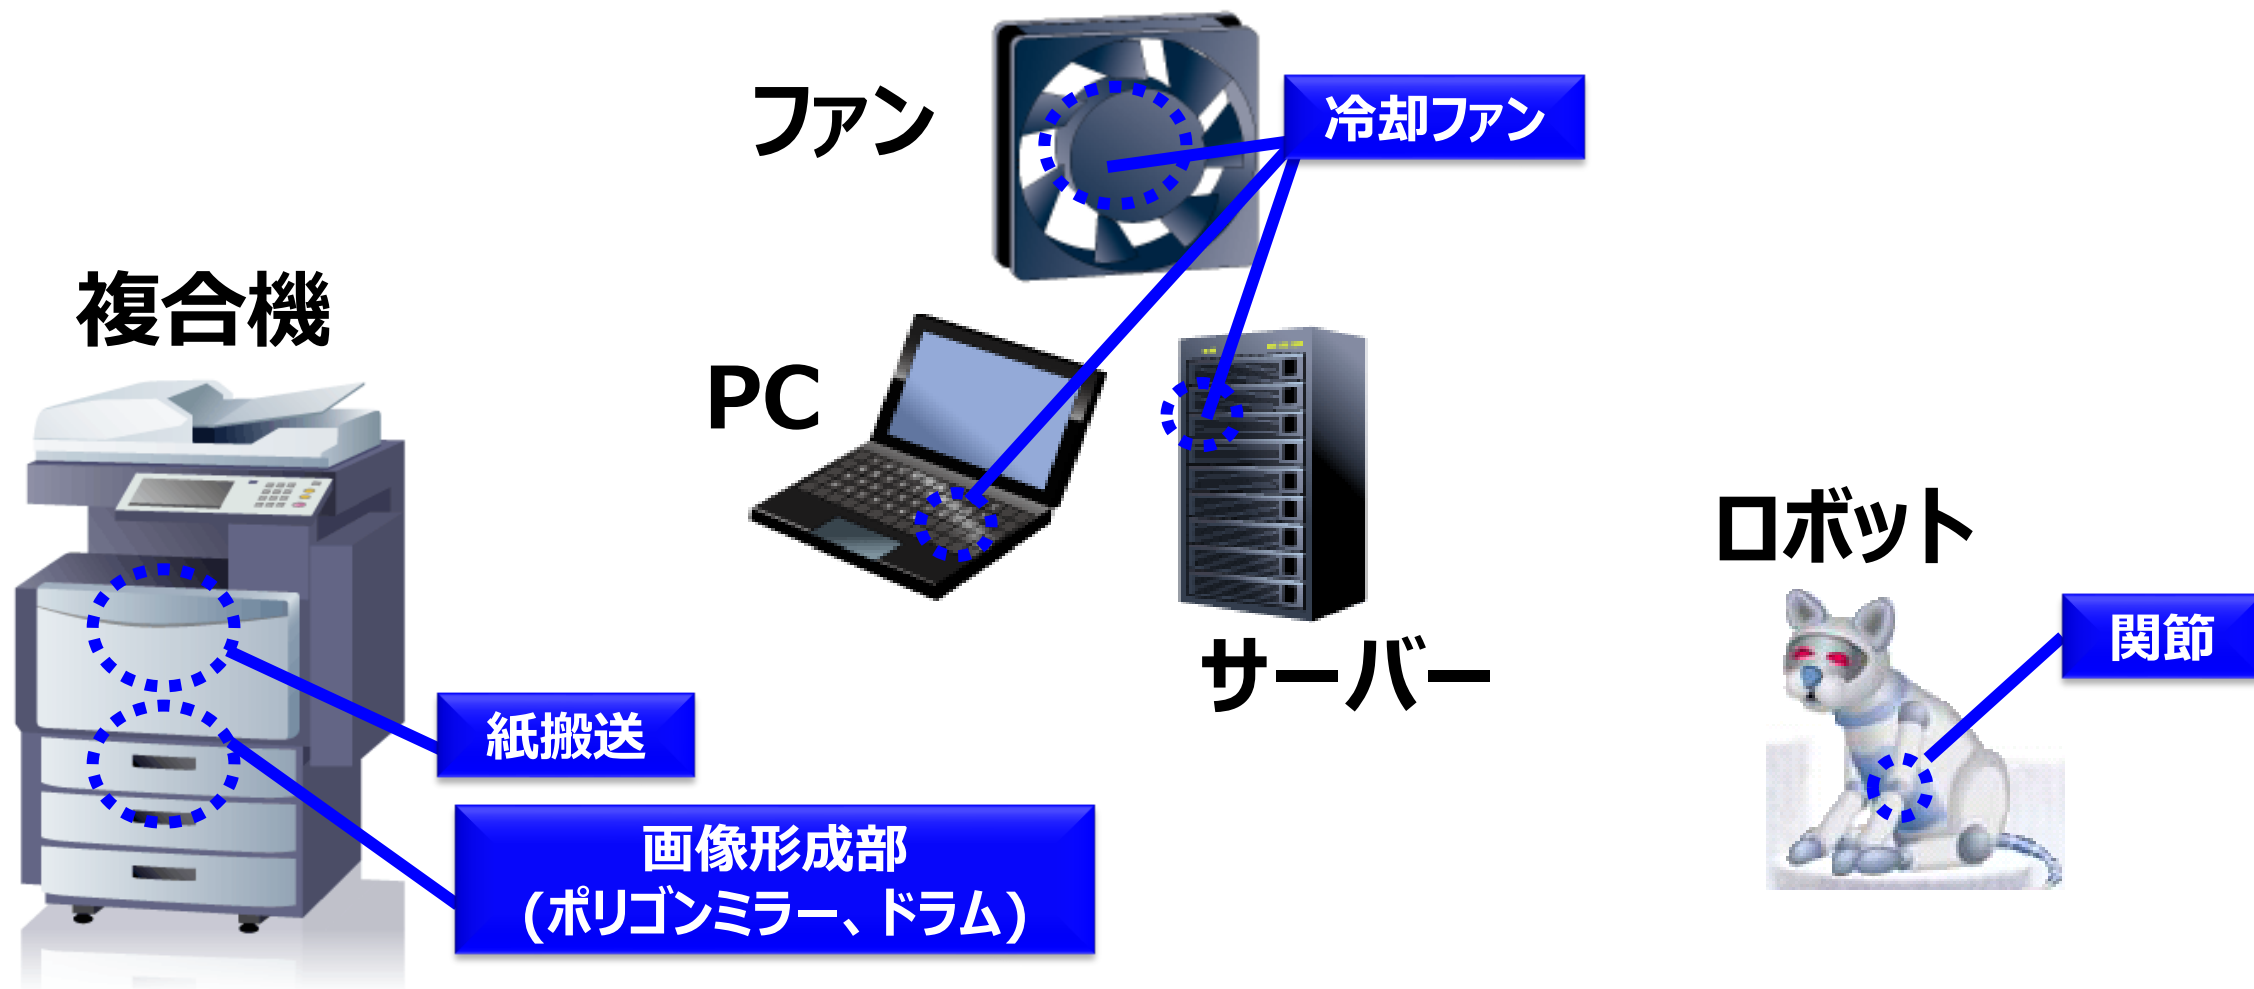 ファン
冷却ファン
複合機
PC
サーバー
ロボット
関節
紙搬送
画像形成部
(ポリゴンミラー、ドラム)